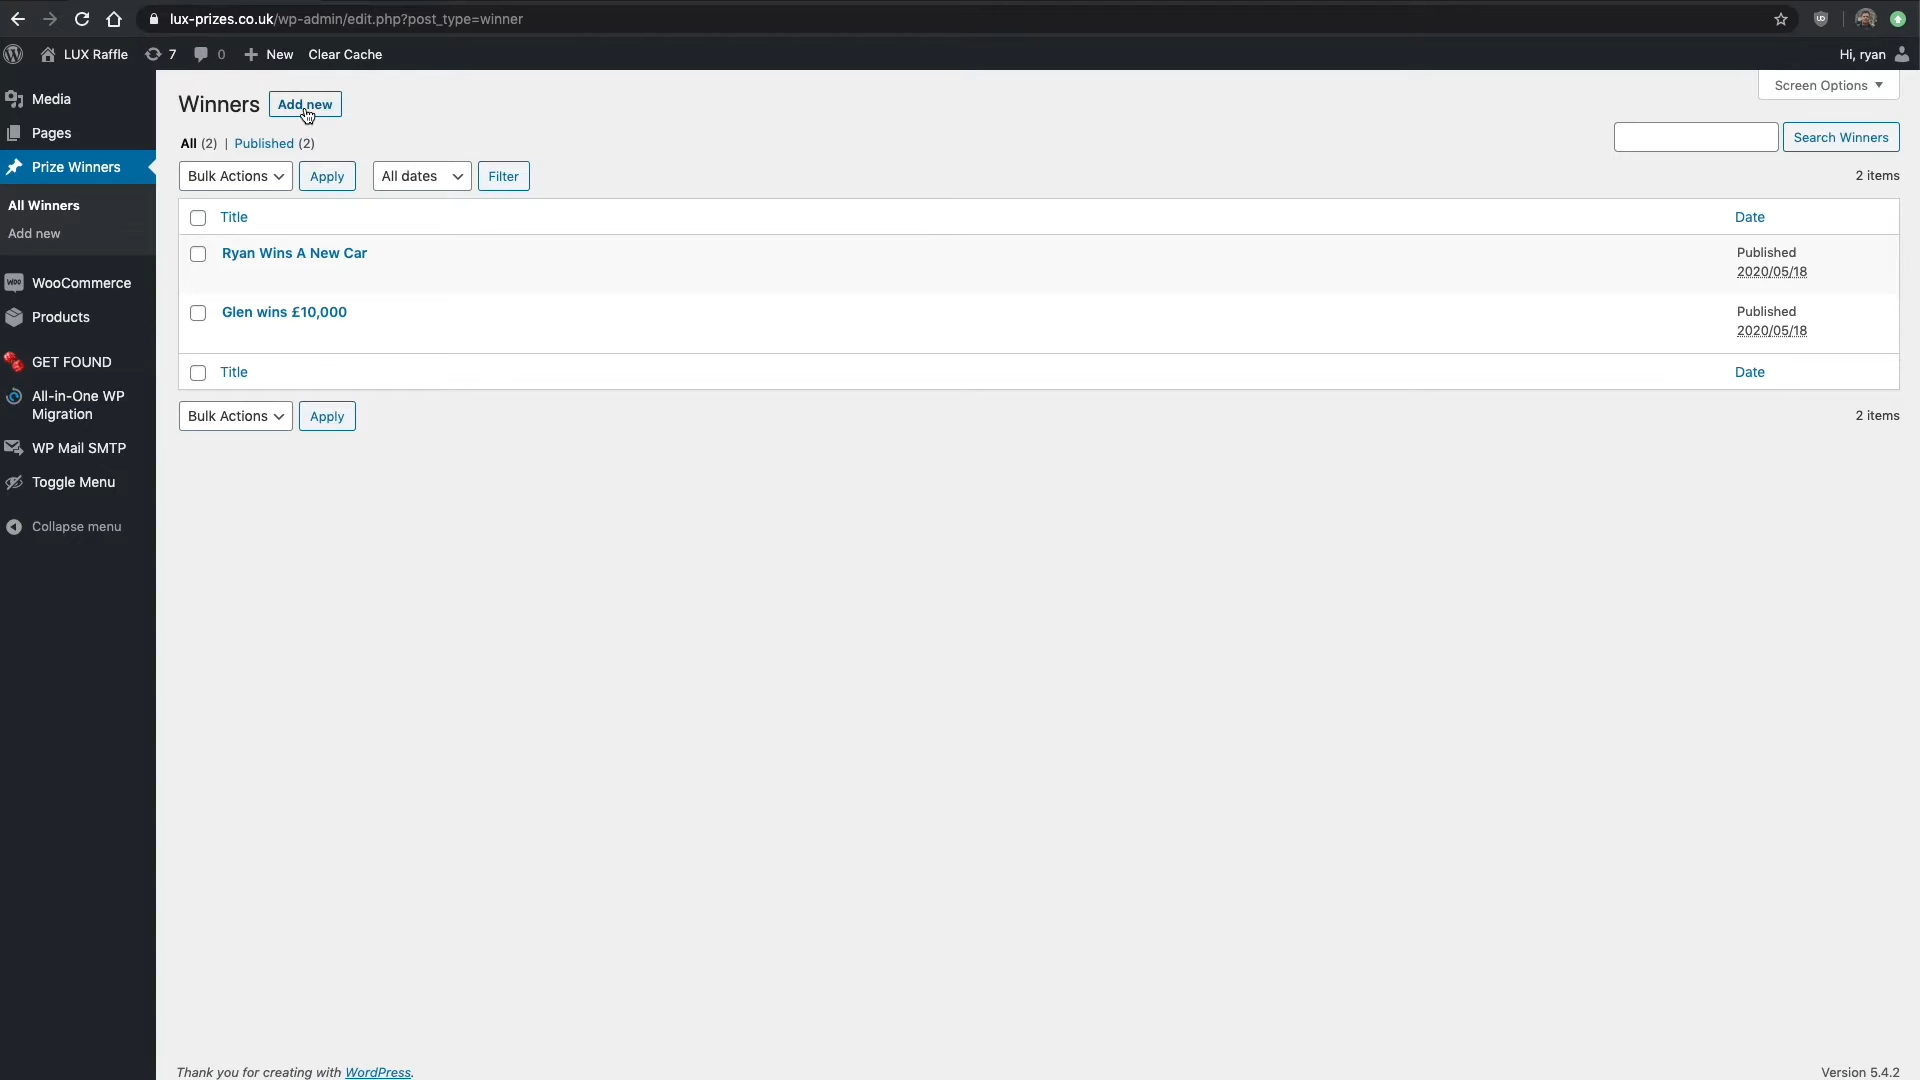 lux-prizes.co.uk/wp-admin/edit.php?post_type=winner
LUX Raffle 7 0 New Clear Cache Hi, ryan
Media
Pages
Prize Winners
All Winners
Add new
WooCommerce
Products
GET FOUND
All-in-One WP
Migration
WP Mail SMTP
Toggle Menu
Collapse menu
Screen Options
Winners Add new
All (2) | Published (2)
Search Winners
Bulk Actions Apply All dates Filter 2 items
Title Date
Ryan Wins A New Car Published
2020/05/18
Glen wins £10,000 Published
2020/05/18
Title Date
Bulk Actions Apply 2 items
Thank you for creating with WordPress. Version 5.4.2